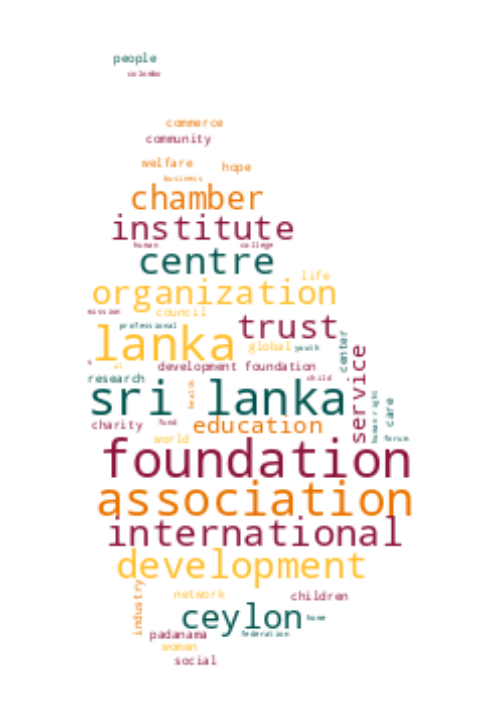 people
colombo
commerce
community
welfare hope
business
chamber
institute
human college
centre
life
organization
mission council
professional trust
lanka global youth center
development foundation
research child
sri lanka health service
charity fund education human right care
world forum
foundation
association
international
development
network children
industry
ceylon home
padanama federation
women
social